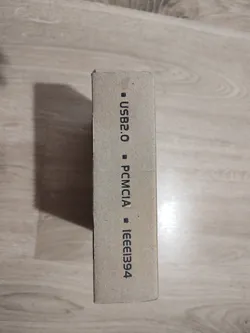 ▪ USB2.0 ▪ PCMCIA ▪ IEEE1394